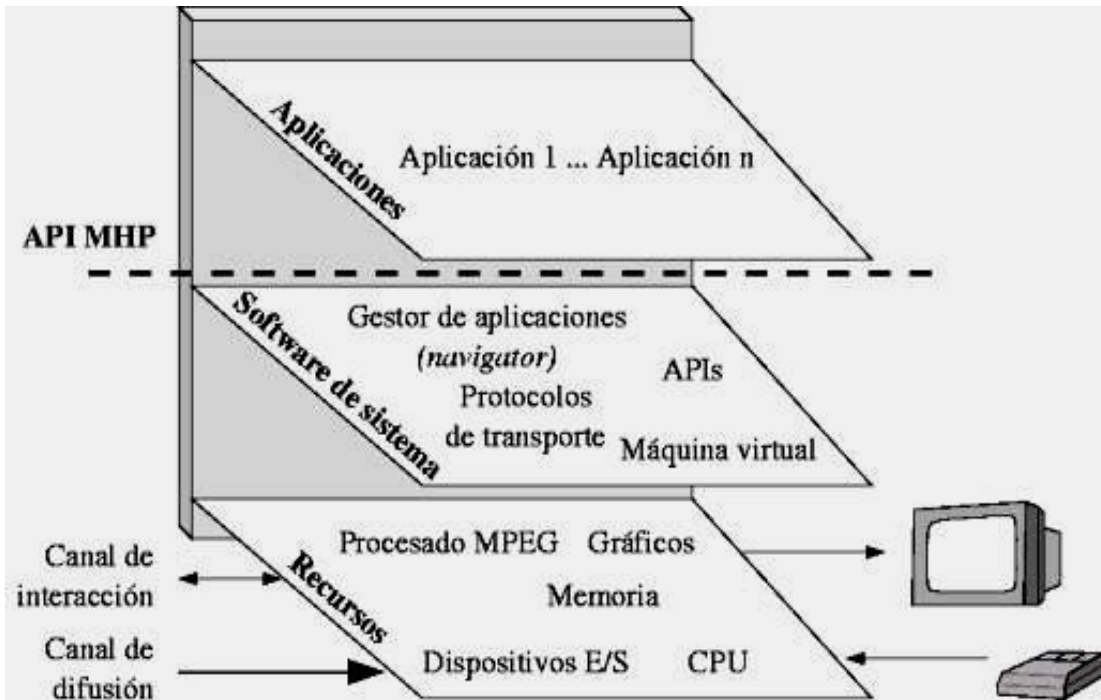 Aplicaciones
Aplicación 1 ... Aplicación n
API MHP
Software de sistema
Gestor de aplicaciones
(navigator)
APIs
Protocolos
de transporte
Máquina virtual
Recursos
Procesado MPEG Gráficos
Memoria
Dispositivos E/S CPU
Canal de
interacción
Canal de
difusión